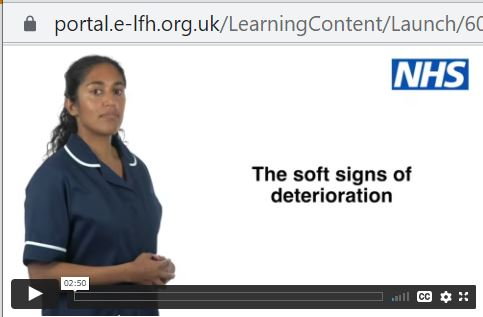 portal.e-lfh.org.uk/LearningContent/Launch/60
NHS
The soft signs of
deterioration
02:50
CC